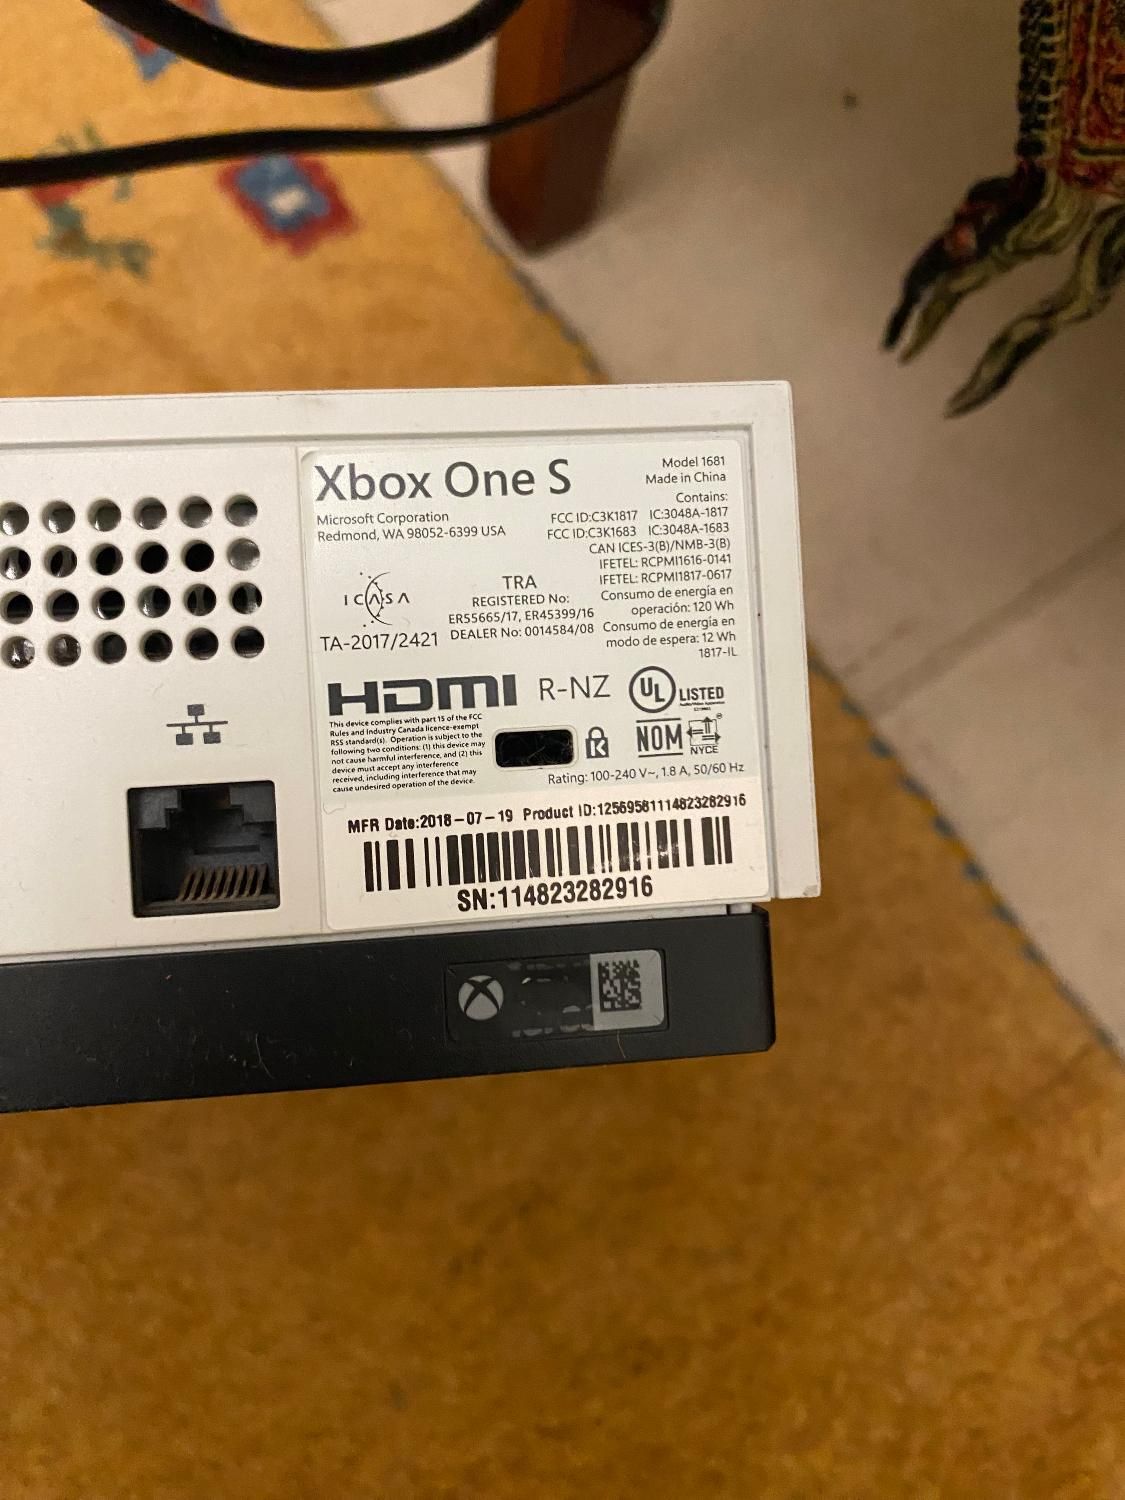 Xbox One S
Microsoft Corporation
Redmond, WA 98052-6399 USA
Model 1681
Made in China
Contains:
FCC ID:C3K1817 IC:3048A-1817
FCC ID:C3K1683 IC:3048A-1683
CAN ICES-3(B)/NMB-3(B)
IFETEL: RCPMI1616-0141
IFETEL: RCPMI1817-0617
Consumo de energía en
operación: 120 Wh
Consumo de energía en
modo de espera: 12 Wh
1817-IL
ICASA
TA-2017/2421
TRA
REGISTERED No:
ER55665/17, ER45399/16
DEALER No: 0014584/08
HDMI R-NZ UL LISTED
This device complies with part 15 of the FCC
Rules and Industry Canada licence-exempt
RSS standard(s). Operation is subject to the
following two conditions: (1) this device may
not cause harmful interference, and (2) this
device must accept any interference
received, including interference that may
cause undesired operation of the device.
NOM NYCE
Rating: 100-240 V~, 1.8 A, 50/60 Hz
MFR Date:2018-07-19 Product ID:12569581114823282916
SN:114823282916